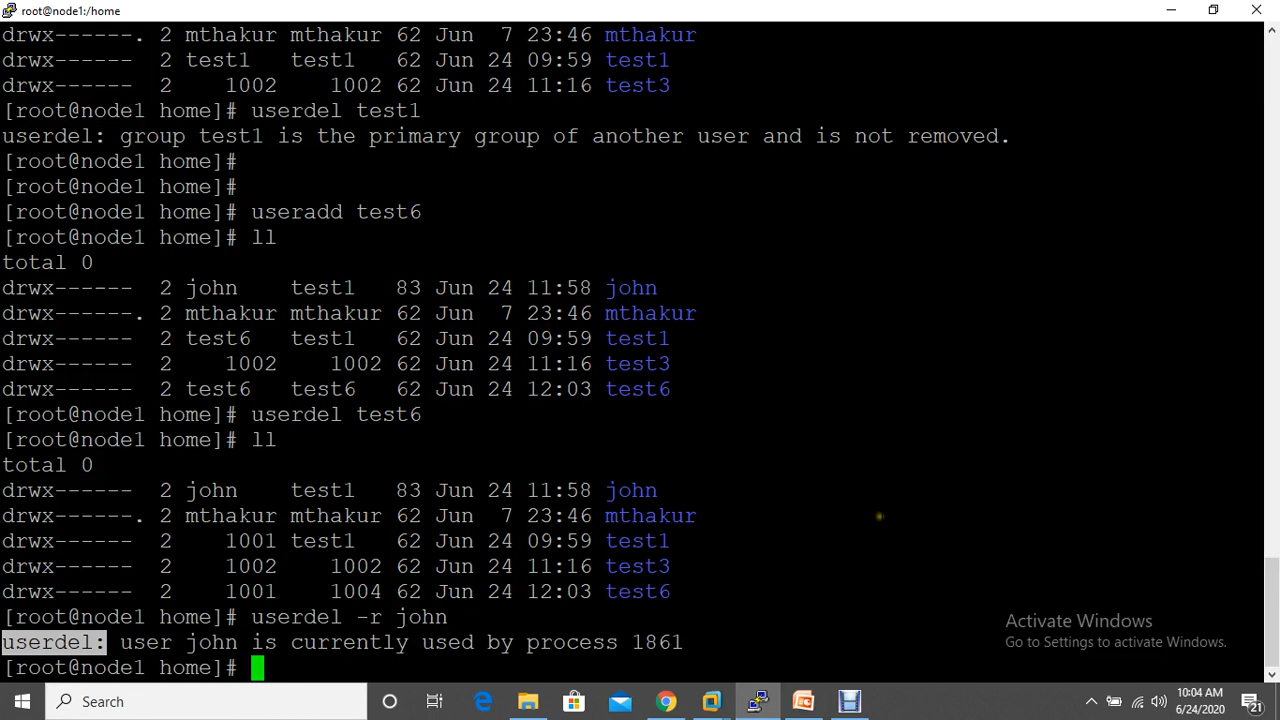 root@node1:/home
drwx------. 2 mthakur mthakur 62 Jun  7 23:46 mthakur
drwx------  2 test1   test1   62 Jun 24 09:59 test1
drwx------  2    1002    1002 62 Jun 24 11:16 test3
[root@node1 home]# userdel test1
userdel: group test1 is the primary group of another user and is not removed.
[root@node1 home]#
[root@node1 home]#
[root@node1 home]# useradd test6
[root@node1 home]# ll
total 0
drwx------  2 john    test1   83 Jun 24 11:58 john
drwx------. 2 mthakur mthakur 62 Jun  7 23:46 mthakur
drwx------  2 test6   test1   62 Jun 24 09:59 test1
drwx------  2    1002    1002 62 Jun 24 11:16 test3
drwx------  2 test6   test6   62 Jun 24 12:03 test6
[root@node1 home]# userdel test6
[root@node1 home]# ll
total 0
drwx------  2 john    test1   83 Jun 24 11:58 john
drwx------. 2 mthakur mthakur 62 Jun  7 23:46 mthakur
drwx------  2    1001 test1   62 Jun 24 09:59 test1
drwx------  2    1002    1002 62 Jun 24 11:16 test3
drwx------  2    1001    1004 62 Jun 24 12:03 test6
[root@node1 home]# userdel -r john
userdel: user john is currently used by process 1861
[root@node1 home]#
Activate Windows
Go to Settings to activate Windows.
Search
10:04 AM
6/24/2020
21